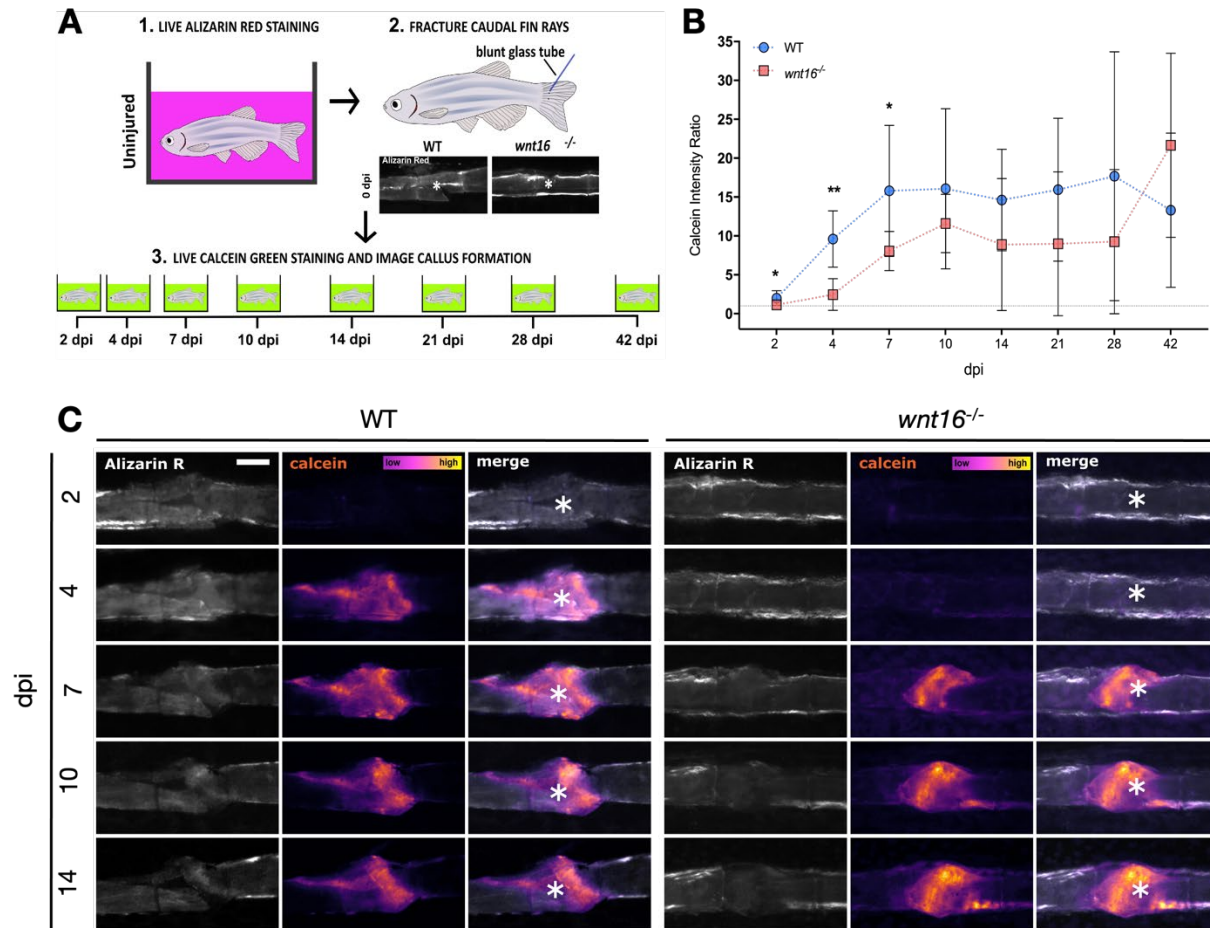 A
1. LIVE ALIZARIN RED STAINING
2. FRACTURE CAUDAL FIN RAYS
blunt glass tube
Uninjured
WT
wnt16 -/-
Alizarin Red
0 dpi
*
*
3. LIVE CALCEIN GREEN STAINING AND IMAGE CALLUS FORMATION
2 dpi 4 dpi 7 dpi 10 dpi 14 dpi 21 dpi 28 dpi 42 dpi
B
WT
wnt16-/-
Calcein Intensity Ratio
35
30
25
20
15
10
5
0
*
**
*
2 4 7 10 14 21 28 42
dpi
C
WT
wnt16-/-
Alizarin R calcein low high merge Alizarin R calcein low high merge
dpi
2
* *
4
* *
7
* *
10
* *
14
* *